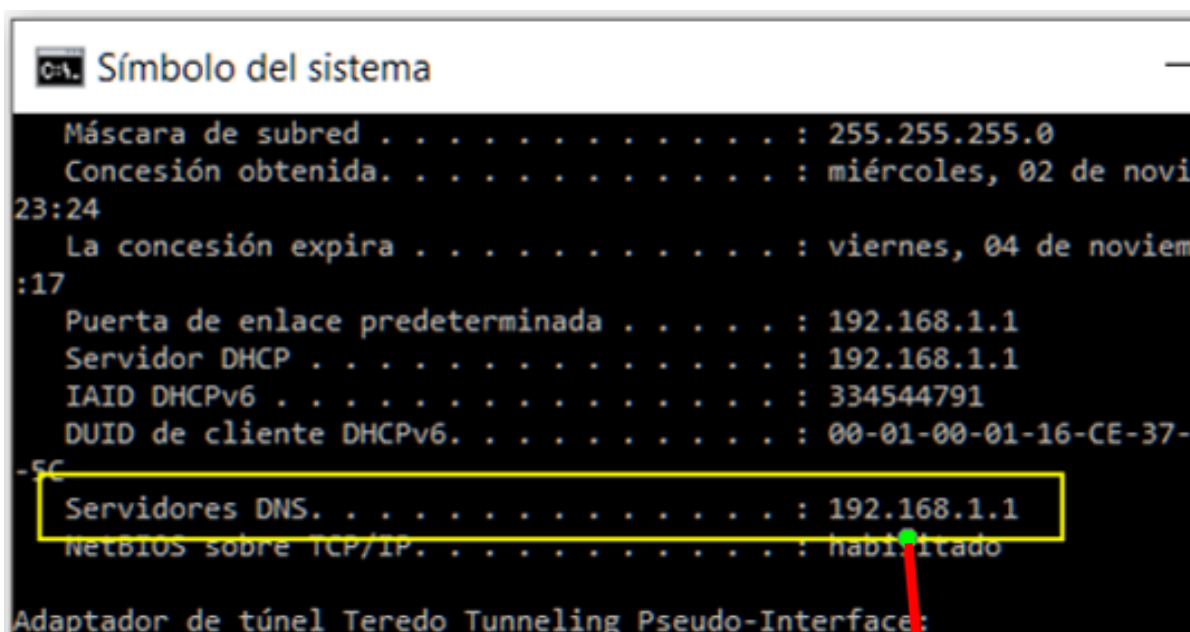 Símbolo del sistema
Máscara de subred . . . . . . . . . . . . : 255.255.255.0
Concesión obtenida. . . . . . . . . . . . : miércoles, 02 de novi
23:24
La concesión expira . . . . . . . . . . . : viernes, 04 de noviem
:17
Puerta de enlace predeterminada . . . . . : 192.168.1.1
Servidor DHCP . . . . . . . . . . . . . . : 192.168.1.1
IAID DHCPv6 . . . . . . . . . . . . . . . : 334544791
DUID de cliente DHCPv6. . . . . . . . . . : 00-01-00-01-16-CE-37-
-5C
Servidores DNS. . . . . . . . . . . . . . : 192.168.1.1
NetBIOS sobre TCP/IP. . . . . . . . . . . : habilitado
Adaptador de túnel Teredo Tunneling Pseudo-Interface: